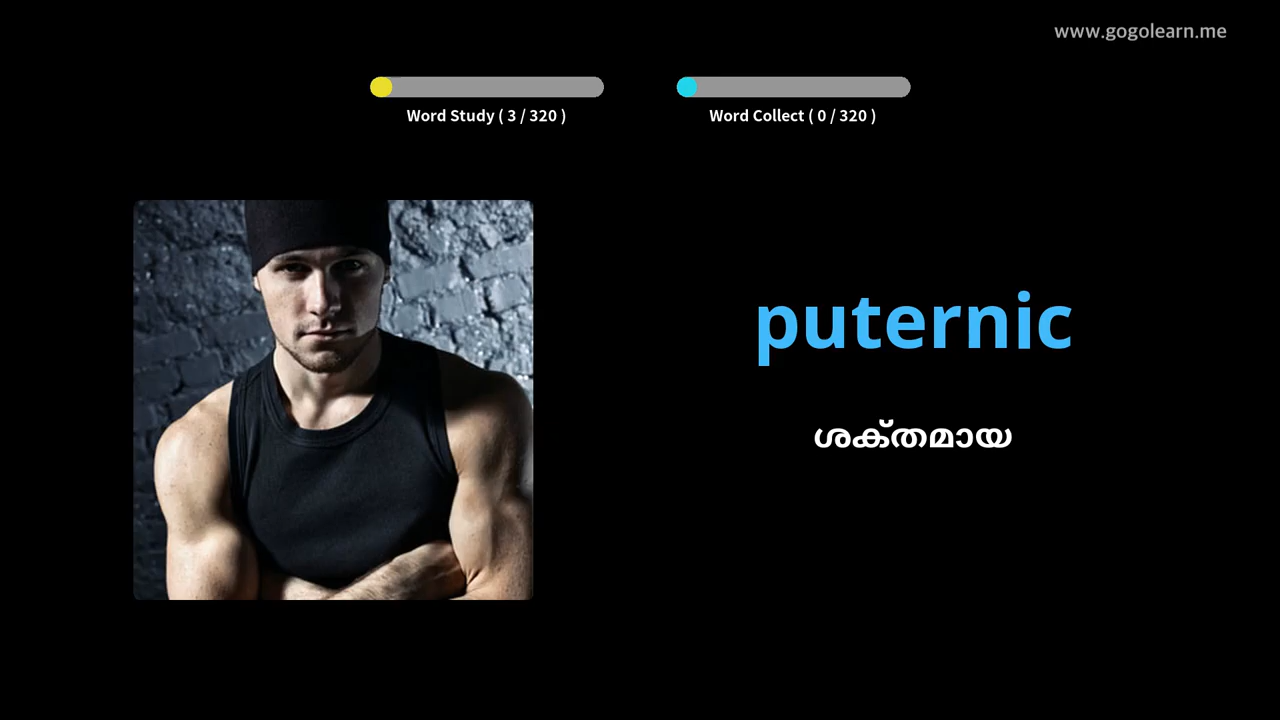 www.gogolearn.me
Word Study ( 3 / 320 )
Word Collect ( 0 / 320 )
puternic
ശക്തമായ